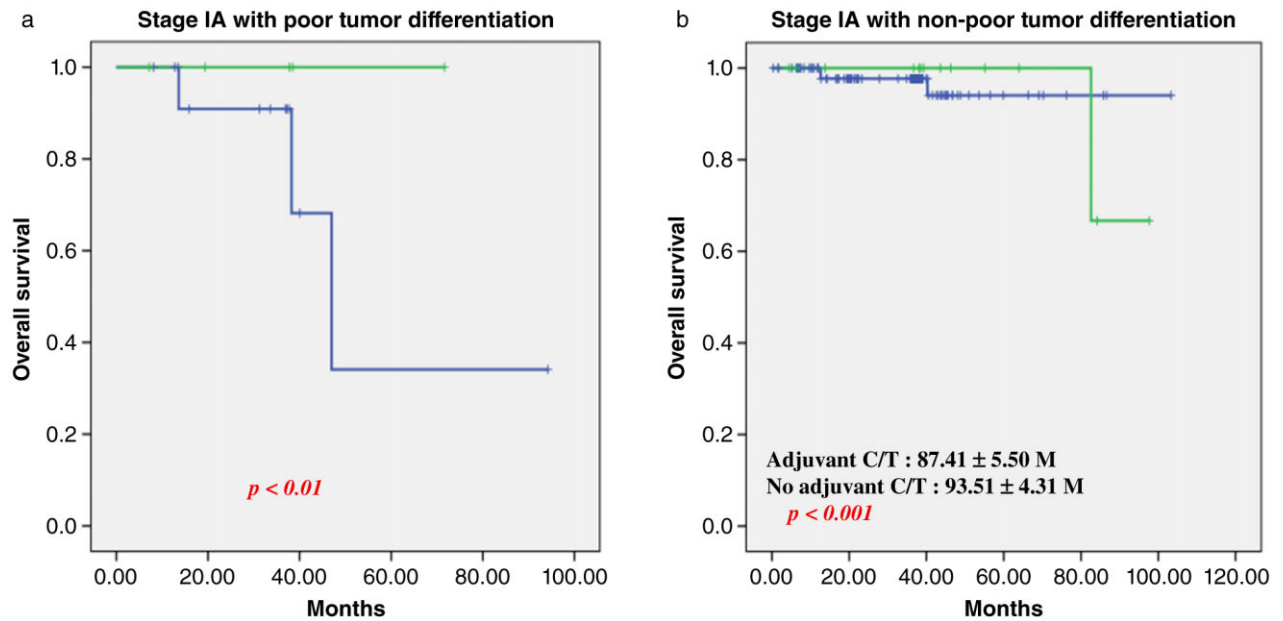 a
Stage IA with poor tumor differentiation
Overall survival
1.0
0.8
0.6
0.4
0.2
0.0
p < 0.01
0.00 20.00 40.00 60.00 80.00 100.00
Months
b
Stage IA with non-poor tumor differentiation
Overall survival
1.0
0.8
0.6
0.4
0.2
0.0
Adjuvant C/T : 87.41 ± 5.50 M
No adjuvant C/T : 93.51 ± 4.31 M
p < 0.001
0.00 20.00 40.00 60.00 80.00 100.00 120.00
Months